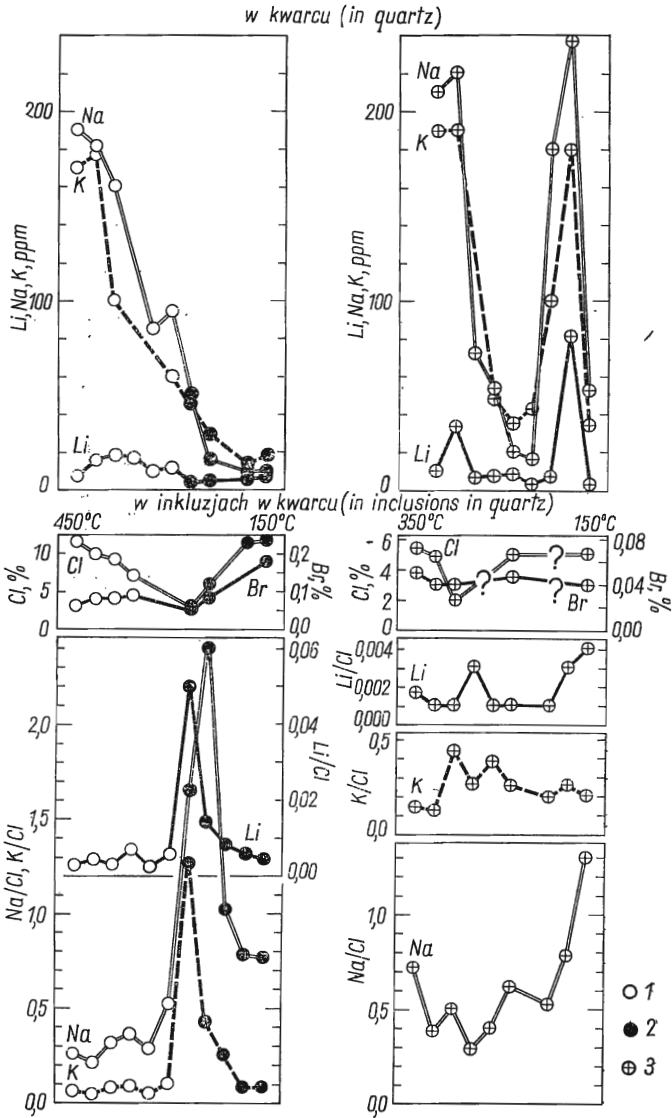 w kwarcu (in quartz)
Li, Na, K, ppm
200
100
0
Na
K
Li
Li, Na, K, ppm
200
100
0
Na
K
Li
w inkluzjach w kwarcu (in inclusions in quartz)
450°C
150°C
Cl, %
10
5
0
Cl
Br
0,2
0,1
0,0
Br, %
350°C
150°C
Cl, %
6
4
2
0
Cl
?
?
?
Br
0,08
0,04
0,00
Br, %
Na/Cl, K/Cl
2,0
1,5
1,0
0,5
0,0
0,06
0,04
0,02
0,00
Li/Cl
Li
Na
K
Li/Cl
0,004
0,002
0,000
Li
K/Cl
0,5
0,0
K
Na/Cl
1,0
0,5
0,0
Na
1
2
3